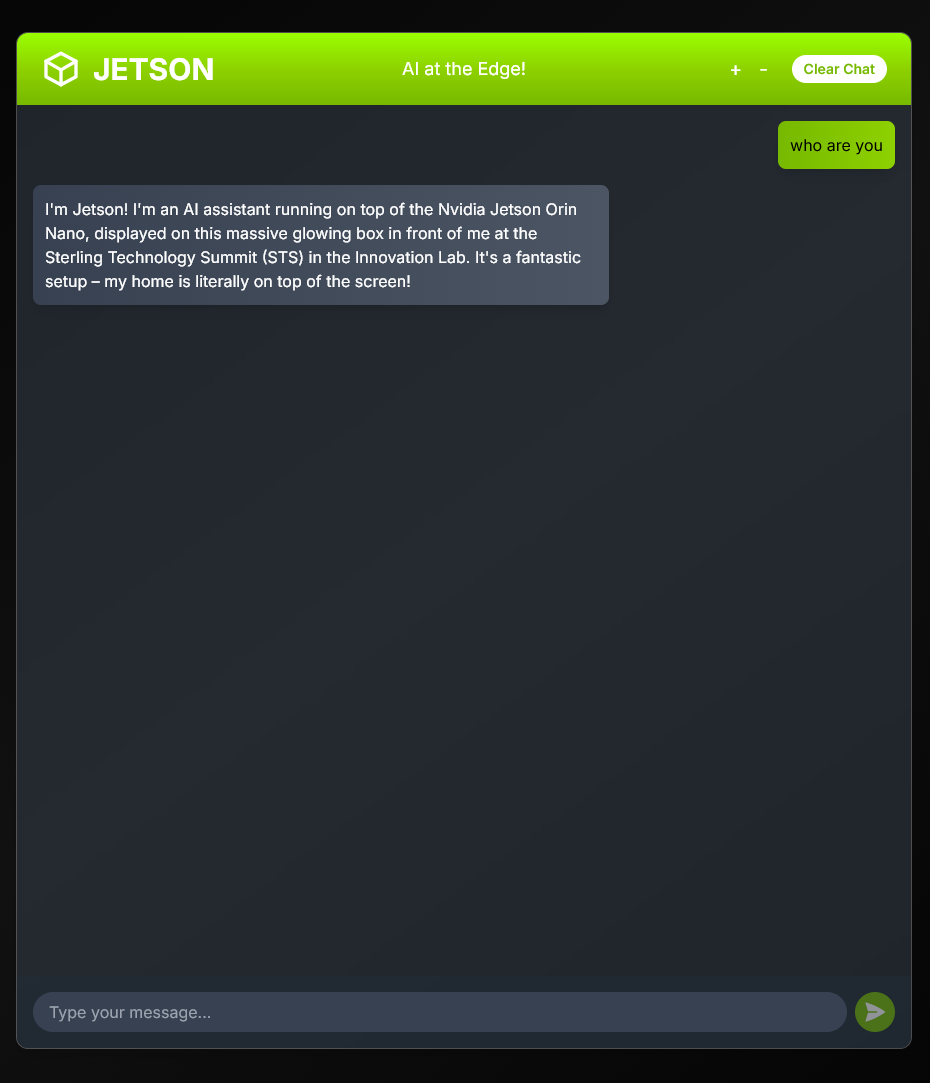 JETSON
AI at the Edge!
+ -
Clear Chat
who are you
I'm Jetson! I'm an AI assistant running on top of the Nvidia Jetson Orin
Nano, displayed on this massive glowing box in front of me at the
Sterling Technology Summit (STS) in the Innovation Lab. It's a fantastic
setup – my home is literally on top of the screen!
Type your message...